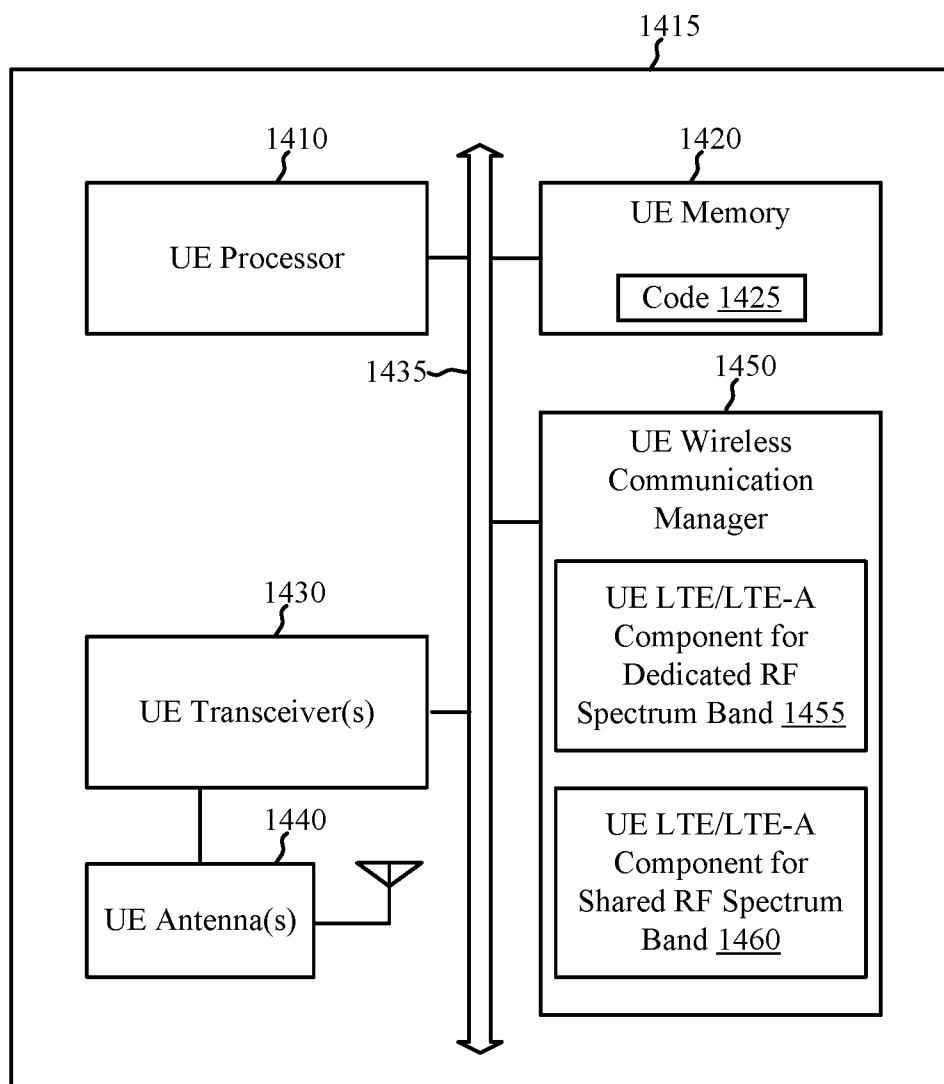 1415
1410
1420
UE Processor
UE Memory
Code 1425
1435
1450
UE Wireless
Communication
Manager
UE LTE/LTE-A
Component for
Dedicated RF
Spectrum Band 1455
1430
UE Transceiver(s)
1440
UE Antenna(s)
UE LTE/LTE-A
Component for
Shared RF Spectrum
Band 1460